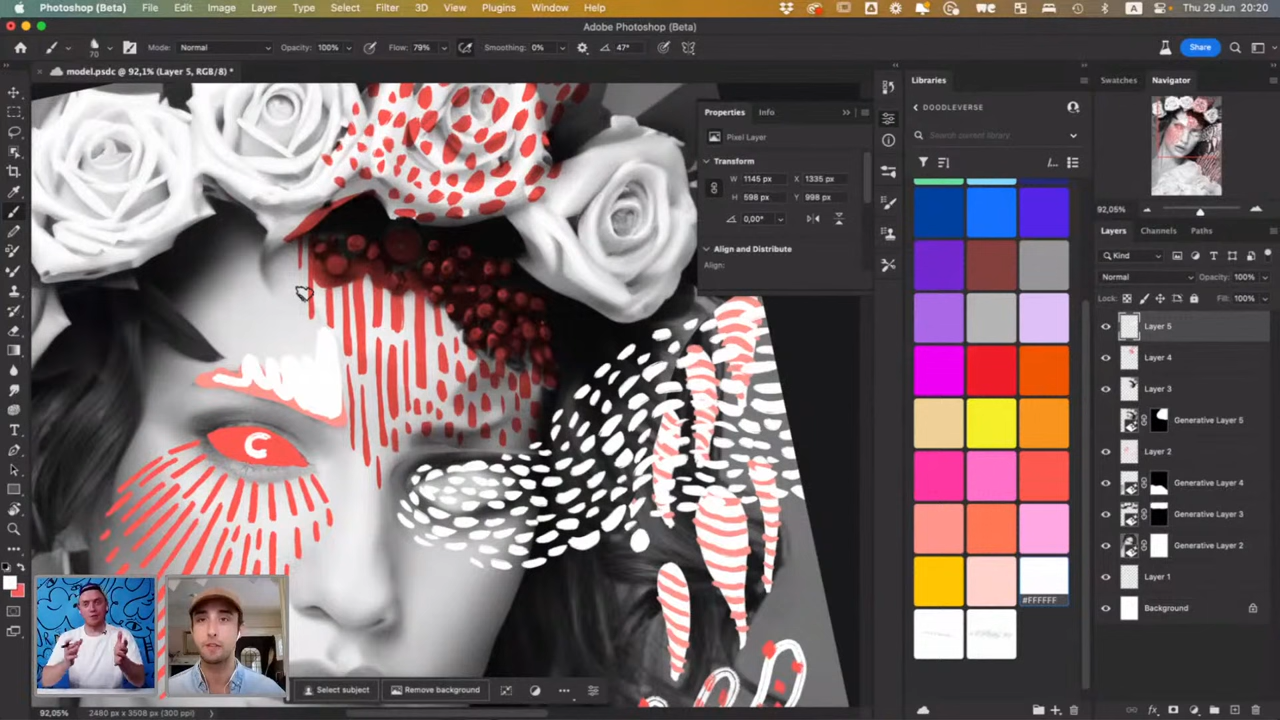 Photoshop (Beta) File Edit Image Layer Type Select Filter 3D View Plugins Window Help Thu 29 Jun 20:20
Adobe Photoshop (Beta)
70 Mode: Normal Opacity: 100% Flow: 79% Smoothing: 0% 47° Share
model.psdc @ 92,1% (Layer 5, RGB/8) *
Libraries
Swatches Navigator
DOODLEVERSE
Search current library
Properties Info
Pixel Layer
Transform
W 1145 px X 1335 px
H 598 px Y 998 px
0,00°
Align and Distribute
Align:
92,05%
Layers Channels Paths
Kind
Normal Opacity: 100%
Lock: Fill: 100%
Layer 5
Layer 4
Layer 3
Generative Layer 5
Layer 2
Generative Layer 4
Generative Layer 3
Generative Layer 2
Layer 1
Background
#FFFFFF
C
Select subject Remove background
92,05% 2480 px x 3508 px (300 ppi)